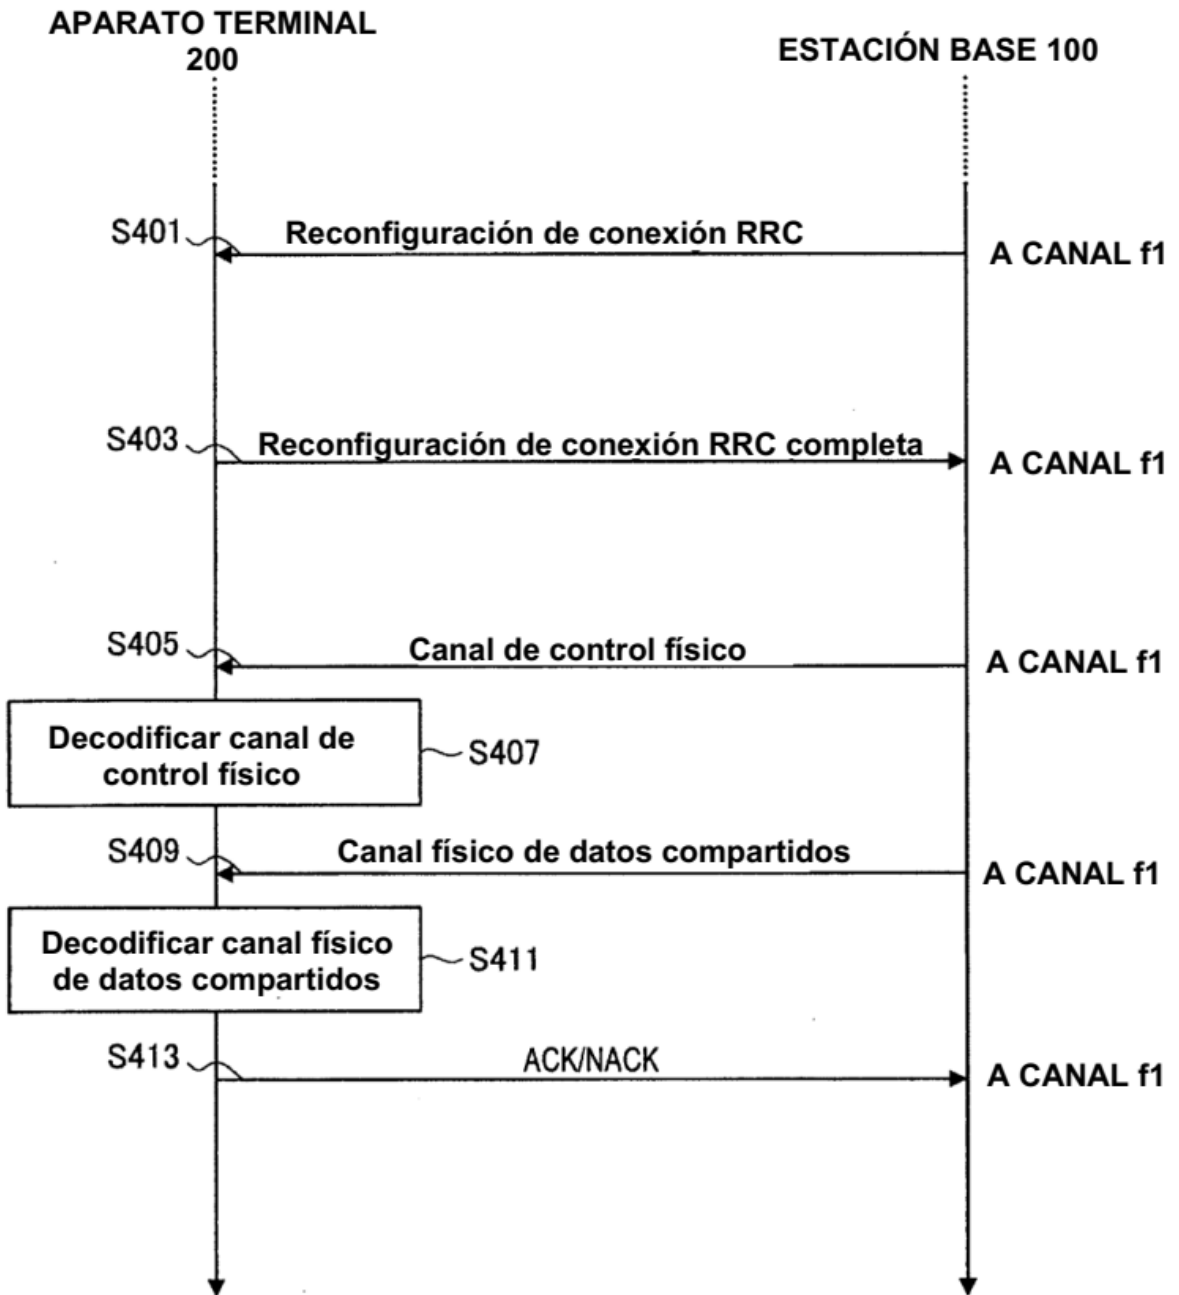 APARATO TERMINAL
200
ESTACIÓN BASE 100
S401
Reconfiguración de conexión RRC
A CANAL f1
S403
Reconfiguración de conexión RRC completa
A CANAL f1
S405
Canal de control físico
A CANAL f1
Decodificar canal de
control físico
S407
S409
Canal físico de datos compartidos
A CANAL f1
Decodificar canal físico
de datos compartidos
S411
S413
ACK/NACK
A CANAL f1